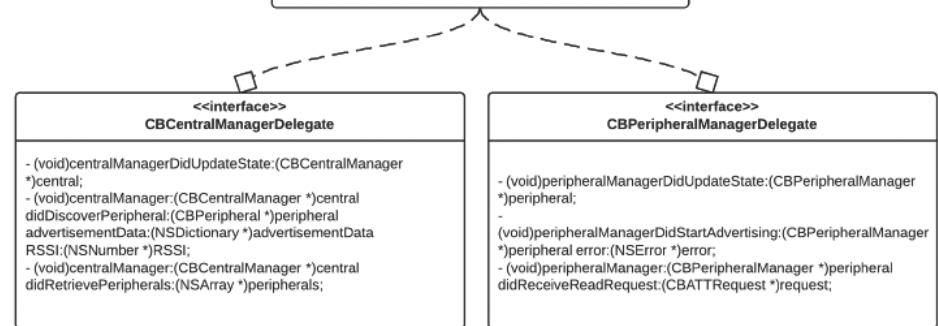 <<interface>>
CBCentralManagerDelegate
- (void)centralManagerDidUpdateState:(CBCentralManager
*)central;
- (void)centralManager:(CBCentralManager *)central
didDiscoverPeripheral:(CBPeripheral *)peripheral
advertisementData:(NSDictionary *)advertisementData
RSSI:(NSNumber *)RSSI;
- (void)centralManager:(CBCentralManager *)central
didRetrievePeripherals:(NSArray *)peripherals;
<<interface>>
CBPeripheralManagerDelegate
- (void)peripheralManagerDidUpdateState:(CBPeripheralManager
*)peripheral;
-
(void)peripheralManagerDidStartAdvertising:(CBPeripheralManager
*)peripheral error:(NSError *)error;
- (void)peripheralManager:(CBPeripheralManager *)peripheral
didReceiveReadRequest:(CBATTRequest *)request;